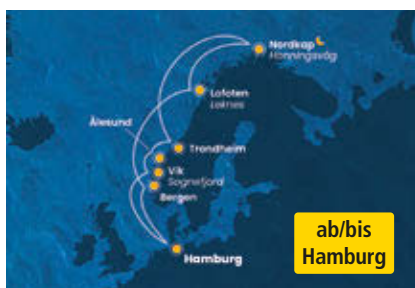 Nordkap
Honningsvåg
Lofoten
Leknes
Ålesund
Trondheim
Vik
Sognefjord
Bergen
Hamburg
ab/bis
Hamburg